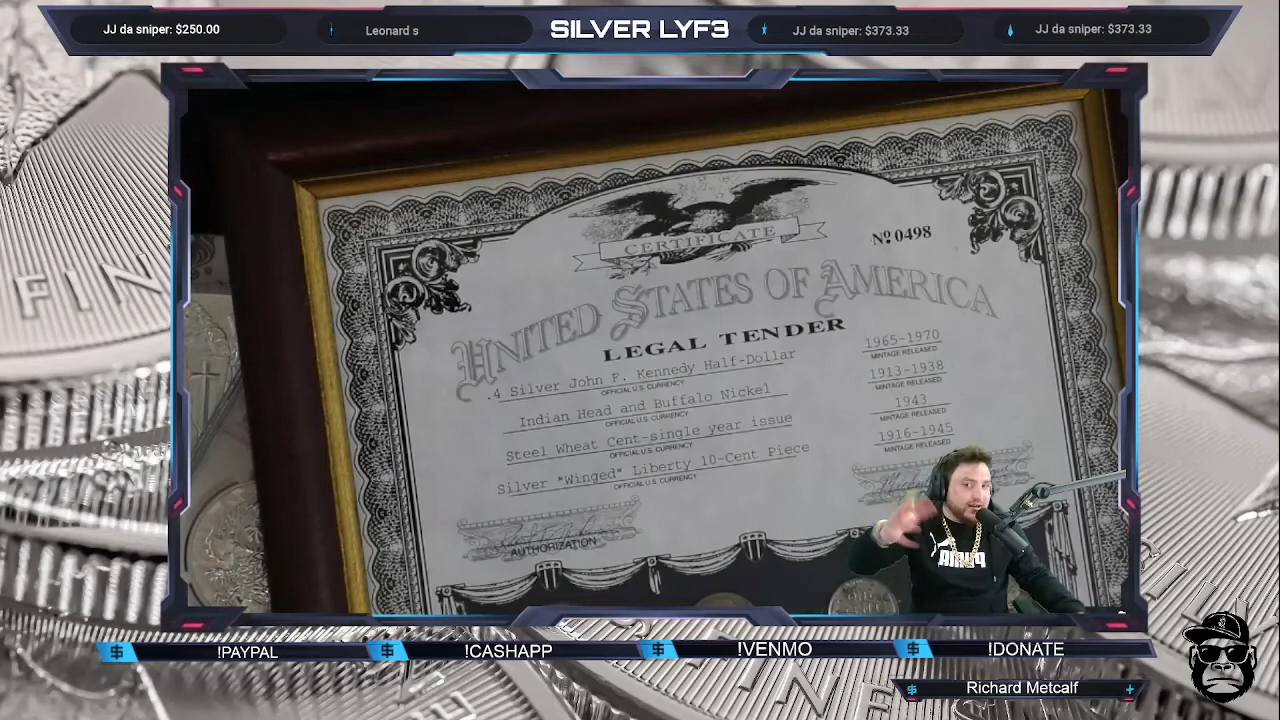 JJ da sniper: $250.00
Leonard s
SILVER LYF3
JJ da sniper: $373.33
JJ da sniper: $373.33
CERTIFICATE
Nº 0498
UNITED STATES OF AMERICA
LEGAL TENDER
.4 Silver John F. Kennedy Half-Dollar
OFFICIAL U.S. CURRENCY
1965-1970
MINTAGE RELEASED
Indian Head and Buffalo Nickel
OFFICIAL U.S. CURRENCY
1913-1938
MINTAGE RELEASED
Steel Wheat Cent-single year issue
OFFICIAL U.S. CURRENCY
1943
MINTAGE RELEASED
Silver "Winged" Liberty 10-Cent Piece
OFFICIAL U.S. CURRENCY
1916-1945
MINTAGE RELEASED
AUTHORIZATION
FIN
!PAYPAL
!CASHAPP
!VENMO
!DONATE
Richard Metcalf